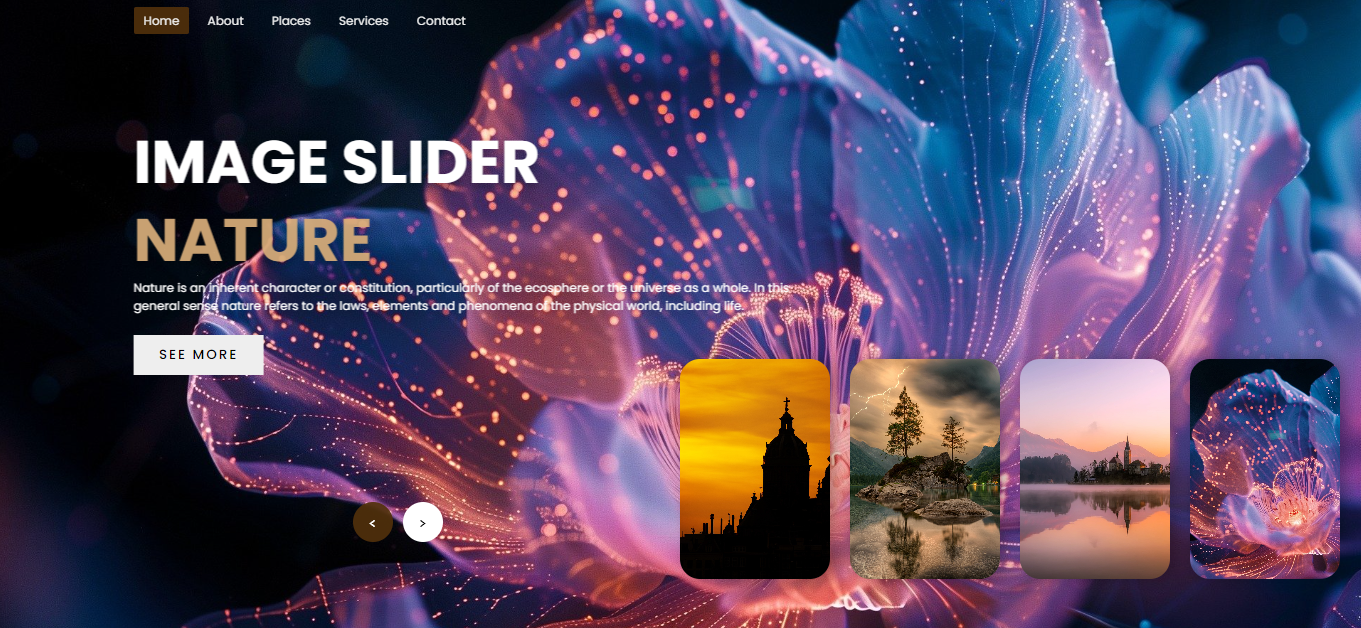 Home About Places Services Contact
IMAGE SLIDER
NATURE
Nature is an inherent character or constitution, particularly of the ecosphere or the universe as a whole. In this
general sense nature refers to the laws, elements and phenomena of the physical world, including life.
SEE MORE
< >